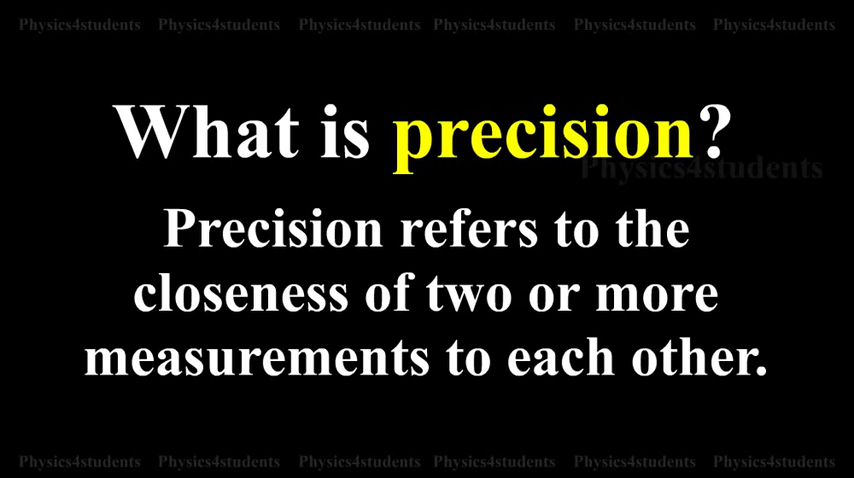 Physics4students Physics4students Physics4students Physics4students Physics4students Physics4students
What is precision?
Physics4students
Precision refers to the
closeness of two or more
measurements to each other.
Physics4students Physics4students Physics4students Physics4students Physics4students Physics4students